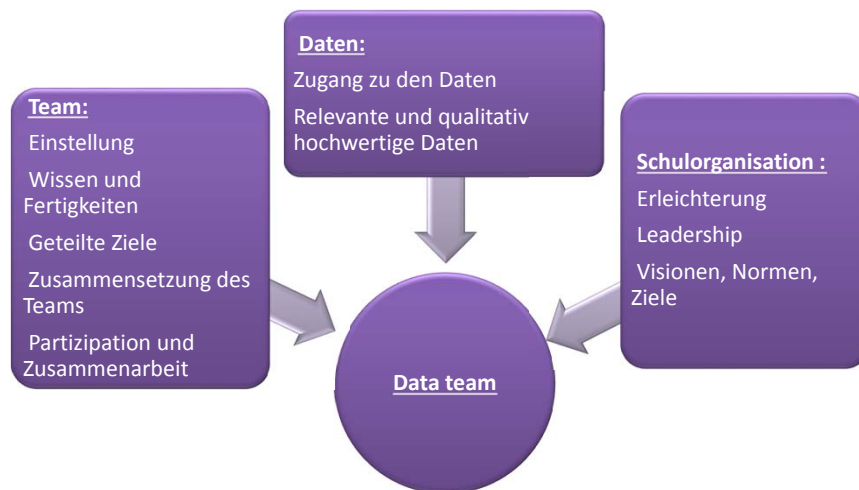 Team:
Einstellung
Wissen und
Fertigkeiten
Geteilte Ziele
Zusammensetzung des
Teams
Partizipation und
Zusammenarbeit
Daten:
Zugang zu den Daten
Relevante und qualitativ
hochwertige Daten
Schulorganisation :
Erleichterung
Leadership
Visionen, Normen,
Ziele
Data team